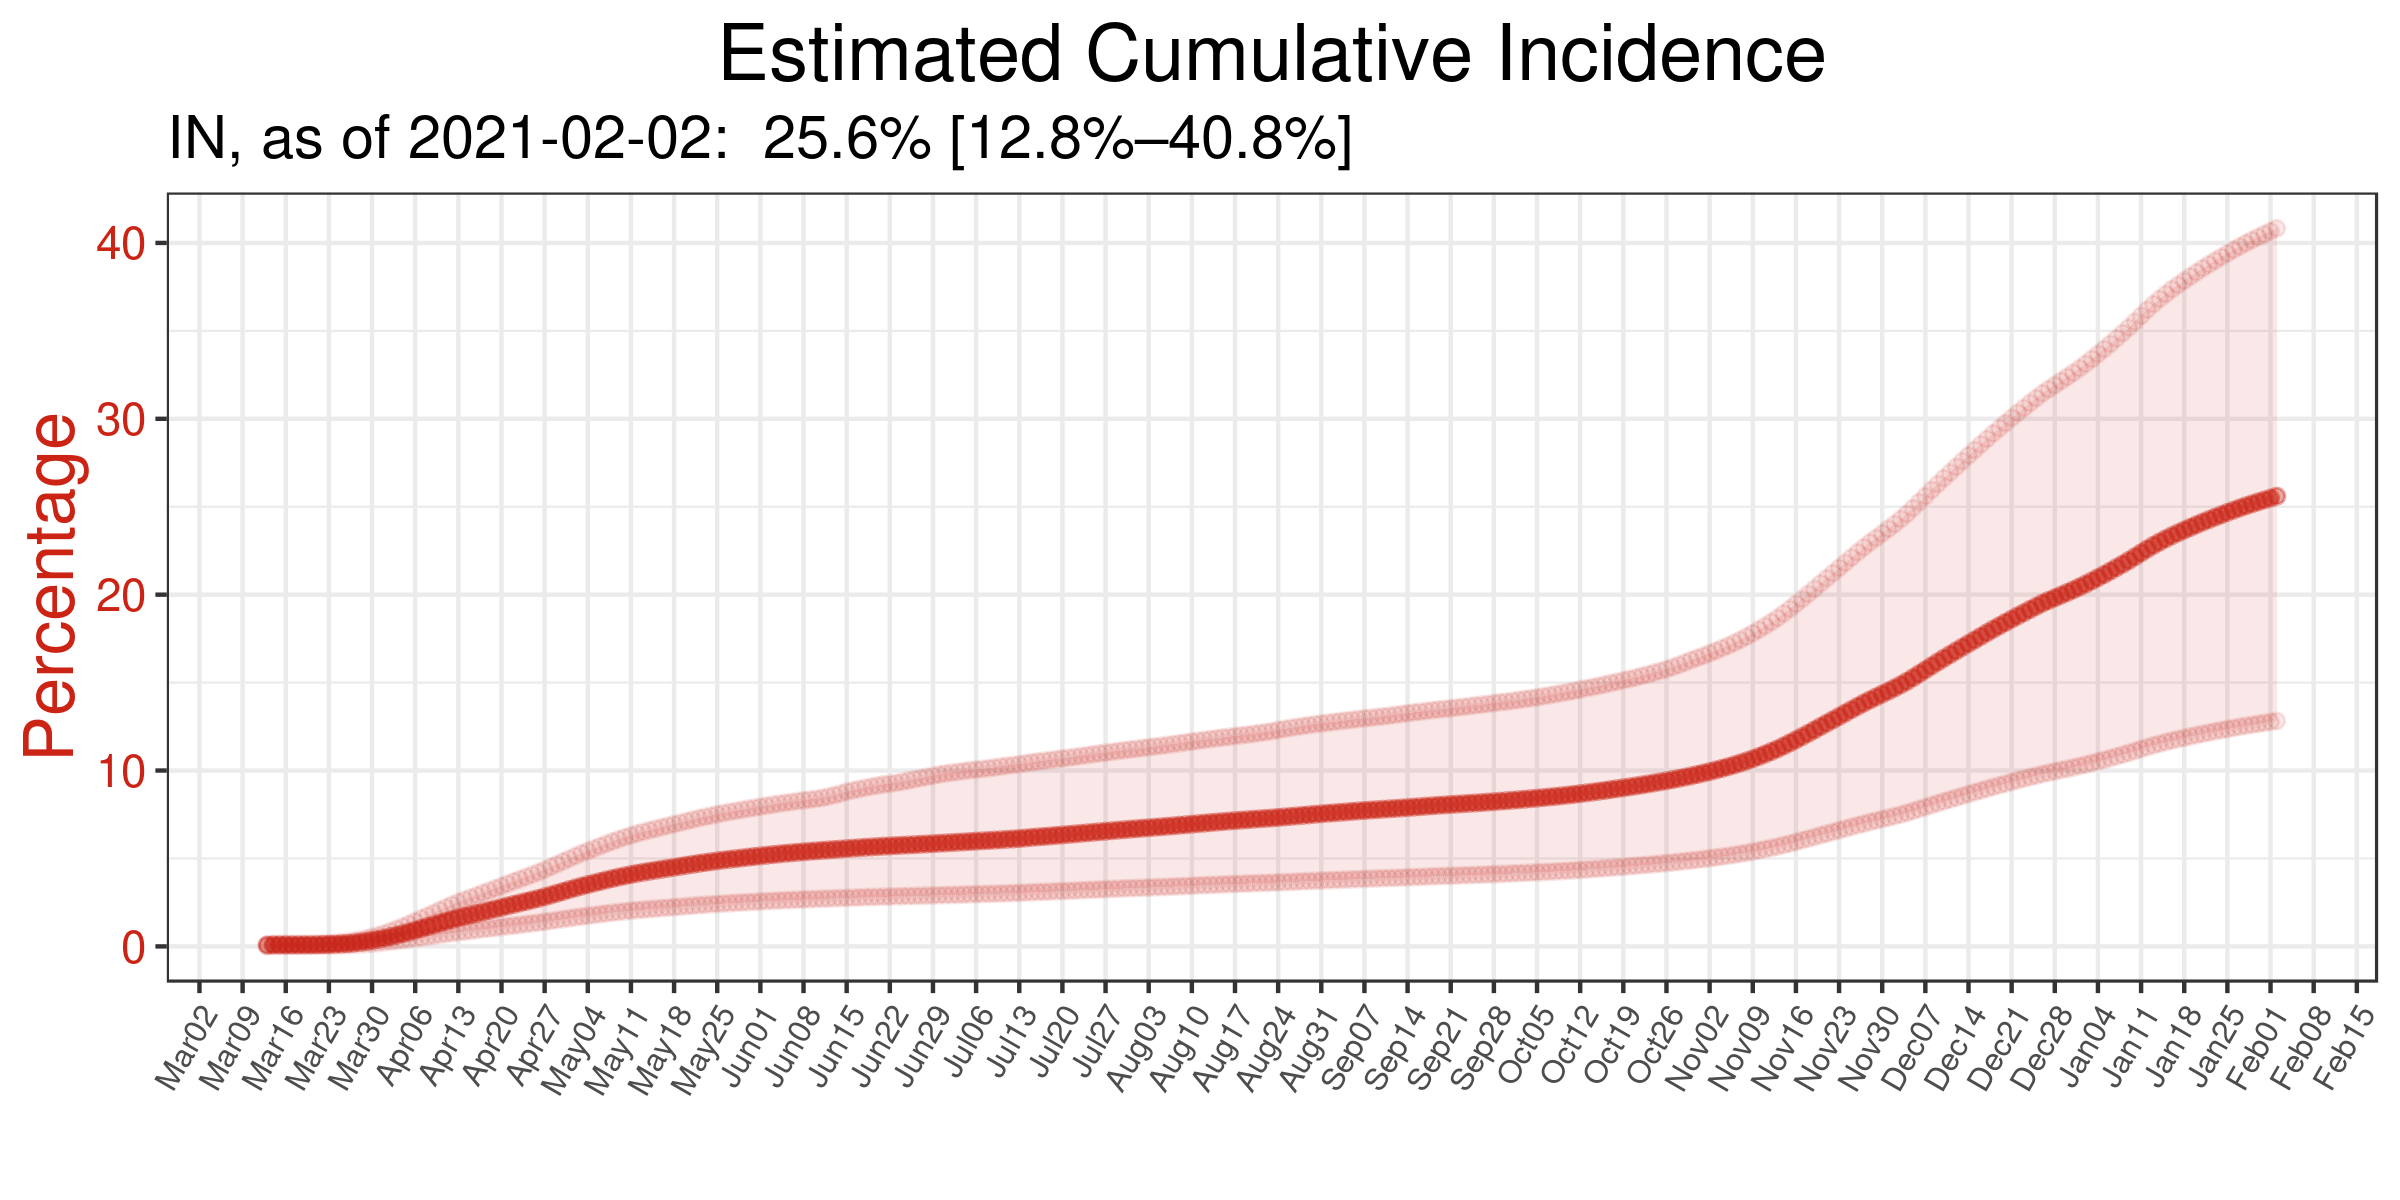 Estimated Cumulative Incidence
IN, as of 2021-02-02:  25.6% [12.8%–40.8%]
Percentage
40
30
20
10
0
Mar02 Mar09 Mar16 Mar23 Mar30 Apr06 Apr13 Apr20 Apr27 May04 May11 May18 May25 Jun01 Jun08 Jun15 Jun22 Jun29 Jul06 Jul13 Jul20 Jul27 Aug03 Aug10 Aug17 Aug24 Aug31 Sep07 Sep14 Sep21 Sep28 Oct05 Oct12 Oct19 Oct26 Nov02 Nov09 Nov16 Nov23 Nov30 Dec07 Dec14 Dec21 Dec28 Jan04 Jan11 Jan18 Jan25 Feb01 Feb08 Feb15